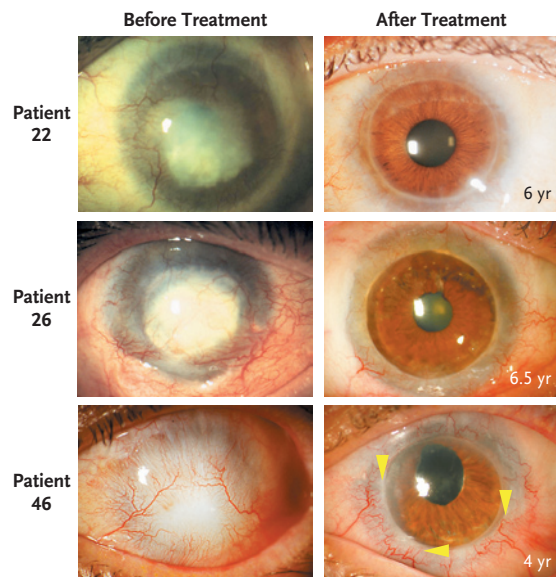 Before Treatment
After Treatment
Patient
22
6 yr
Patient
26
6.5 yr
Patient
46
4 yr